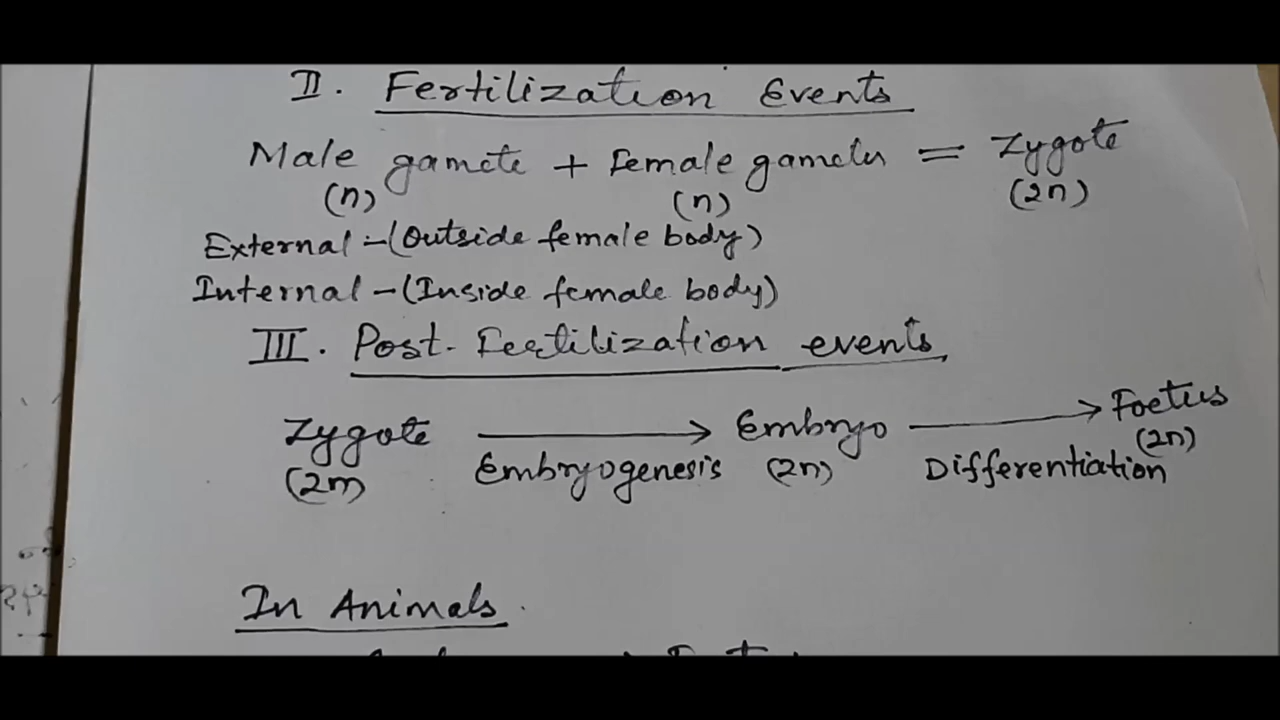 II. Fertilization Events
Male gamete + Female gametes = Zygote
(n) (n) (2n)
External - (Outside female body)
Internal - (Inside female body)
III. Post-Fertilization events
Zygote → Embryo → Foetus
(2n) Embryogenesis (2n) Differentiation (2n)
In Animals.